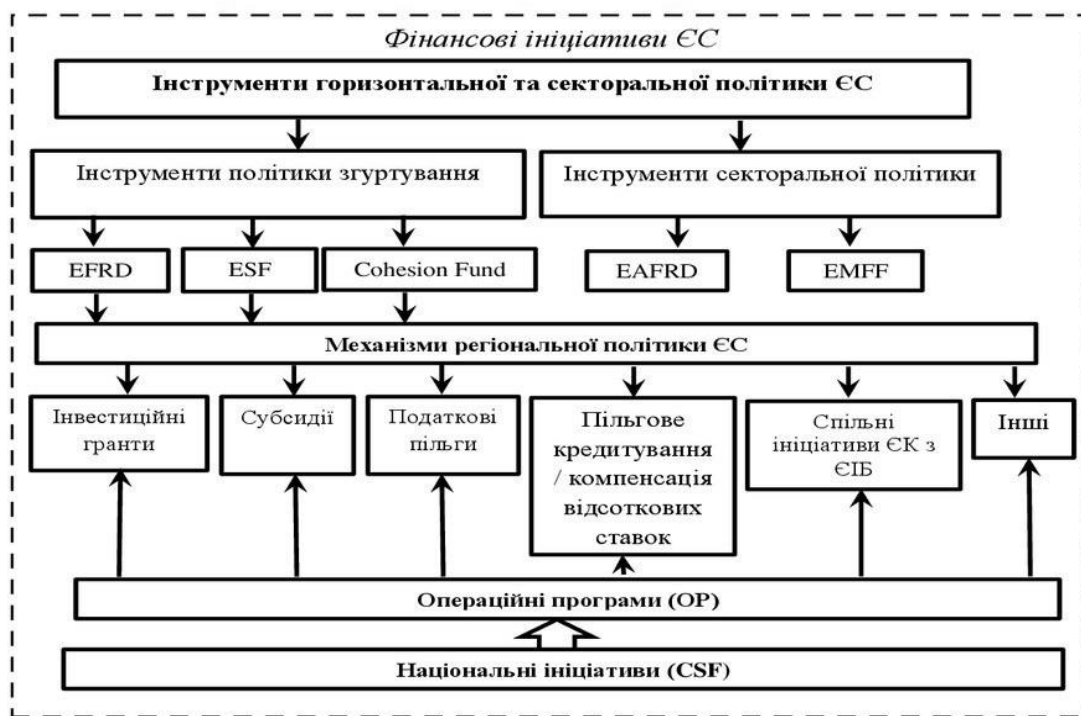 Фінансові ініціативи ЄС
Інструменти горизонтальної та секторальної політики ЄС
Інструменти політики згуртування
Інструменти секторальної політики
EFRD
ESF
Cohesion Fund
EAFRD
EMFF
Механізми регіональної політики ЄС
Інвестиційні
гранти
Субсидії
Податкові
пільги
Пільгове
кредитування
/ компенсація
відсоткових
ставок
Спільні
ініціативи ЄК з
ЄІБ
Інші
Операційні програми (OP)
Національні ініціативи (CSF)